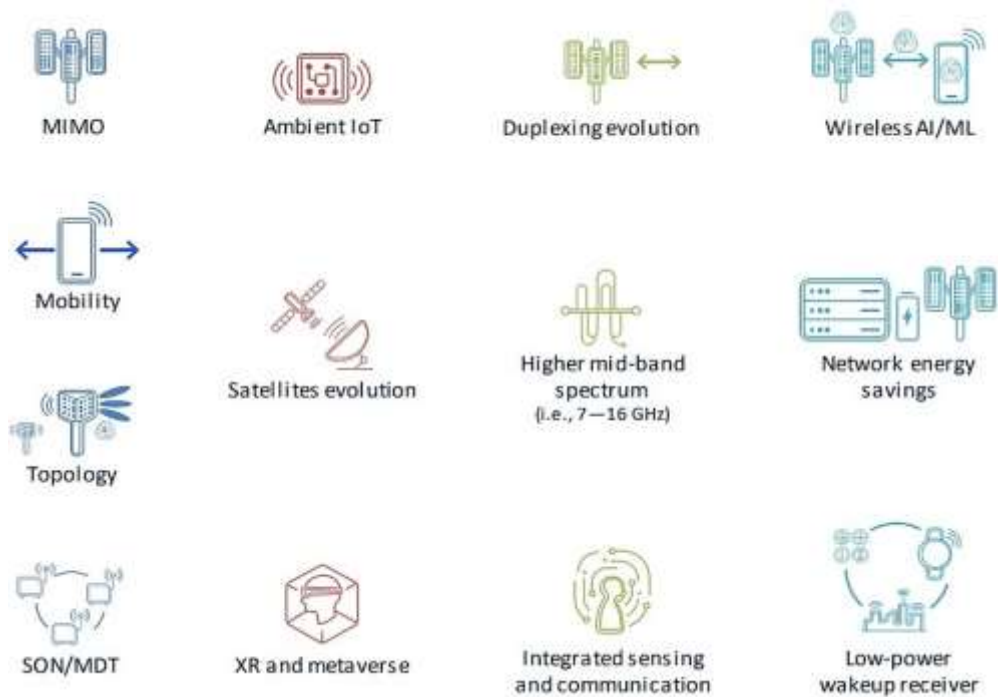 MIMO
Ambient IoT
Duplexing evolution
Wireless AI/ML
Mobility
Satellites evolution
Higher mid-band
spectrum
(i.e., 7—16 GHz)
Network energy
savings
Topology
SON/MDT
XR and metaverse
Integrated sensing
and communication
Low-power
wakeup receiver